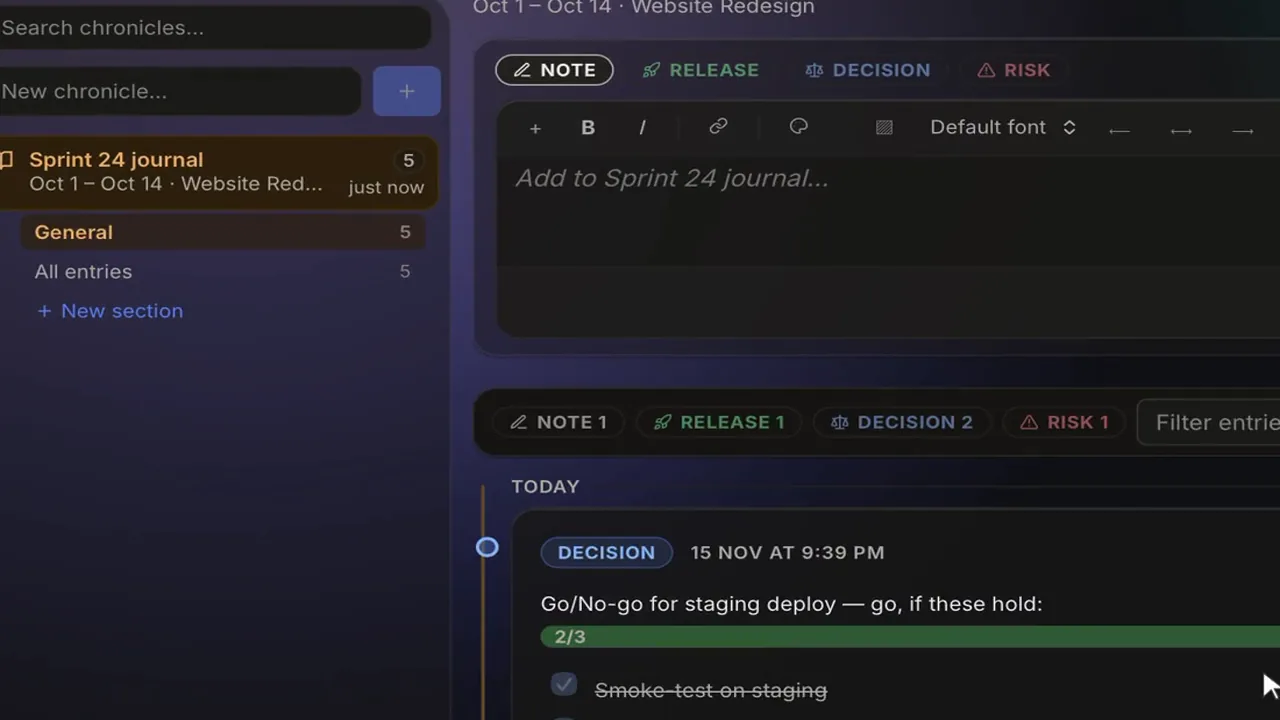 Search chronicles...
New chronicle...
+
Sprint 24 journal 5
Oct 1 – Oct 14 · Website Red... just now
General 5
All entries 5
+ New section
Oct 1 – Oct 14 · Website Redesign
NOTE RELEASE DECISION RISK
+ B I Default font
Add to Sprint 24 journal...
NOTE 1 RELEASE 1 DECISION 2 RISK 1 Filter entrie
TODAY
DECISION 15 NOV AT 9:39 PM
Go/No-go for staging deploy — go, if these hold:
2/3
Smoke-test on staging